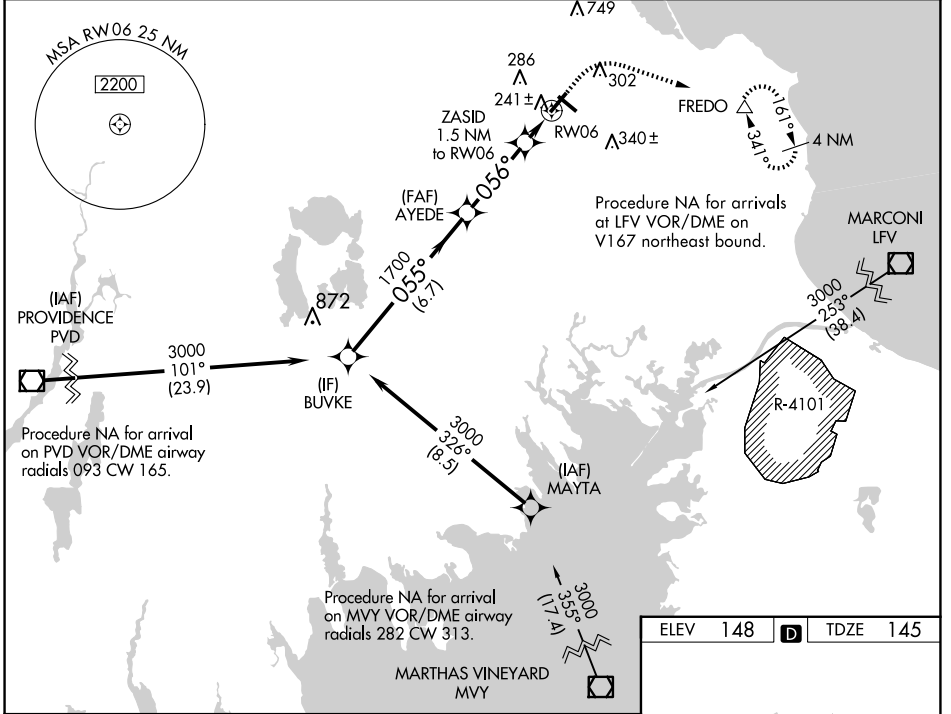 749
MSA RW06 25 NM
2200
286
302
241±
FREDO
161°
341°
4 NM
ZASID
1.5 NM
to RW06
RW06
340±
056°
(FAF)
AYEDE
Procedure NA for arrivals
at LFV VOR/DME on
V167 northeast bound.
MARCONI
LFV
1700
055°
(6.7)
3000
253°
(38.4)
872
(IAF)
PROVIDENCE
PVD
3000
101°
(23.9)
(IF)
BUVKE
R-4101
Procedure NA for arrival
on PVD VOR/DME airway
radials 093 CW 165.
3000
326°
(8.5)
(IAF)
MAYTA
Procedure NA for arrival
on MVY VOR/DME airway
radials 282 CW 313.
3000
355°
(17.4)
MARTHAS VINEYARD
MVY
ELEV 148 D TDZE 145